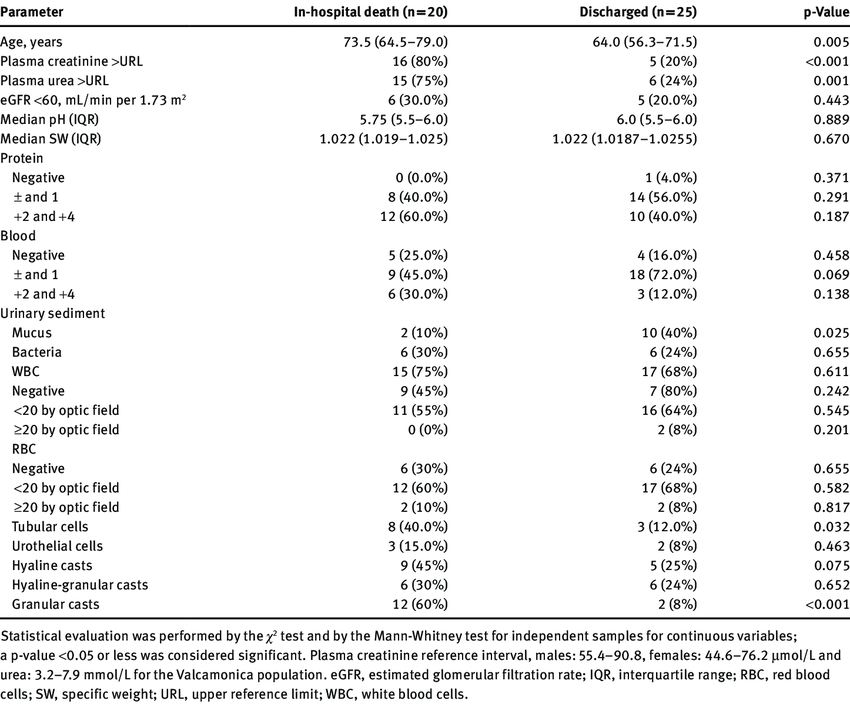 Parameter In-hospital death (n=20) Discharged (n=25) p-Value
Age, years 73.5 (64.5–79.0) 64.0 (56.3–71.5) 0.005
Plasma creatinine >URL 16 (80%) 5 (20%) <0.001
Plasma urea >URL 15 (75%) 6 (24%) 0.001
eGFR <60, mL/min per 1.73 m² 6 (30.0%) 5 (20.0%) 0.443
Median pH (IQR) 5.75 (5.5–6.0) 6.0 (5.5–6.0) 0.889
Median SW (IQR) 1.022 (1.019–1.025) 1.022 (1.0187–1.0255) 0.670
Protein
Negative 0 (0.0%) 1 (4.0%) 0.371
± and 1 8 (40.0%) 14 (56.0%) 0.291
+2 and +4 12 (60.0%) 10 (40.0%) 0.187
Blood
Negative 5 (25.0%) 4 (16.0%) 0.458
± and 1 9 (45.0%) 18 (72.0%) 0.069
+2 and +4 6 (30.0%) 3 (12.0%) 0.138
Urinary sediment
Mucus 2 (10%) 10 (40%) 0.025
Bacteria 6 (30%) 6 (24%) 0.655
WBC 15 (75%) 17 (68%) 0.611
Negative 9 (45%) 7 (80%) 0.242
<20 by optic field 11 (55%) 16 (64%) 0.545
≥20 by optic field 0 (0%) 2 (8%) 0.201
RBC
Negative 6 (30%) 6 (24%) 0.655
<20 by optic field 12 (60%) 17 (68%) 0.582
≥20 by optic field 2 (10%) 2 (8%) 0.817
Tubular cells 8 (40.0%) 3 (12.0%) 0.032
Urothelial cells 3 (15.0%) 2 (8%) 0.463
Hyaline casts 9 (45%) 5 (25%) 0.075
Hyaline-granular casts 6 (30%) 6 (24%) 0.652
Granular casts 12 (60%) 2 (8%) <0.001
Statistical evaluation was performed by the χ² test and by the Mann-Whitney test for independent samples for continuous variables;
a p-value <0.05 or less was considered significant. Plasma creatinine reference interval, males: 55.4–90.8, females: 44.6–76.2 µmol/L and
urea: 3.2–7.9 mmol/L for the Valcamonica population. eGFR, estimated glomerular filtration rate; IQR, interquartile range; RBC, red blood
cells; SW, specific weight; URL, upper reference limit; WBC, white blood cells.